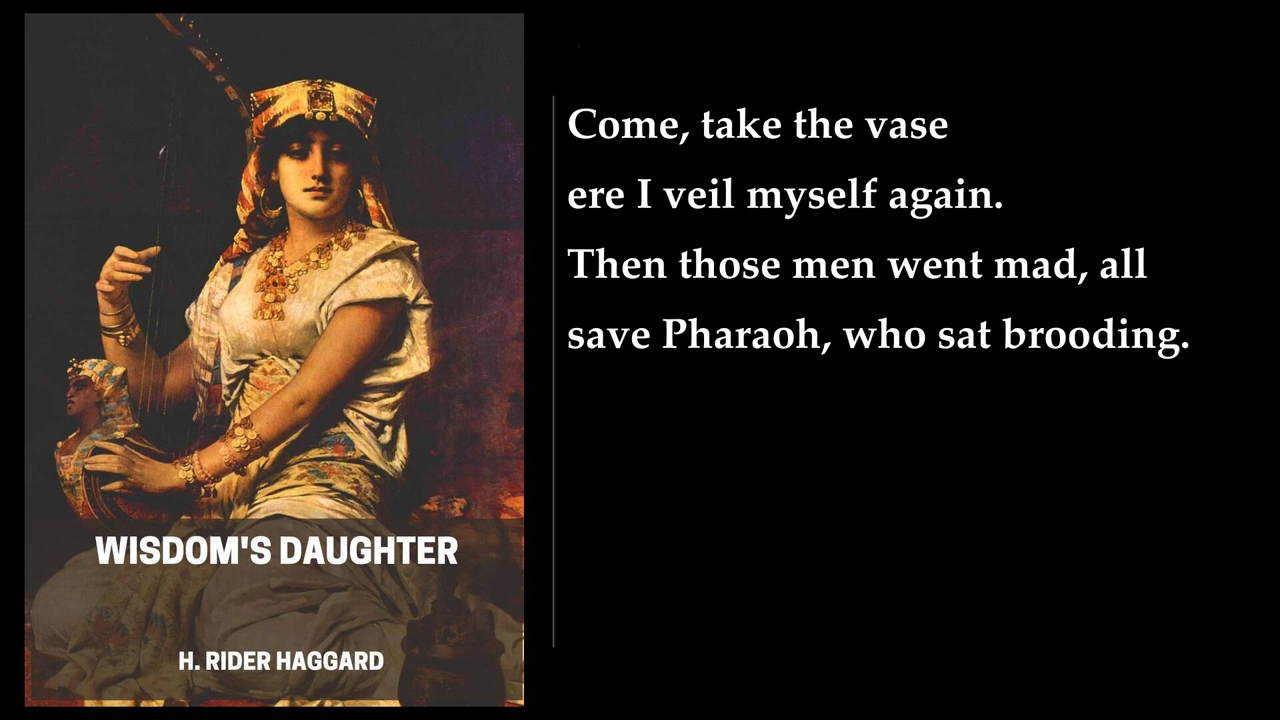 WISDOM'S DAUGHTER
H. RIDER HAGGARD
Come, take the vase
ere I veil myself again.
Then those men went mad, all
save Pharaoh, who sat brooding.